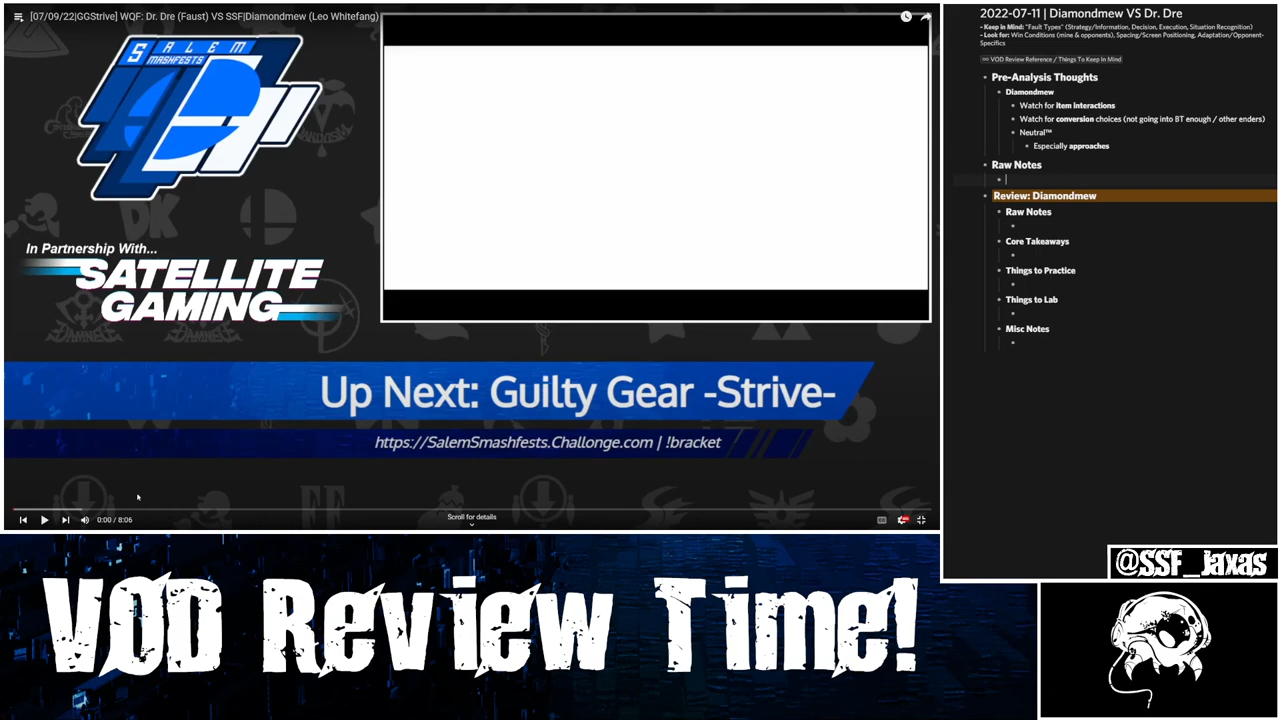 [07/09/22|GGStrive] WQF: Dr. Dre (Faust) VS SSF|Diamondmew (Leo Whitefang)
SALEM
SMASHFESTS
In Partnership With...
SATELLITE
GAMING
DK
FF
Up Next: Guilty Gear -Strive-
https://SalemSmashfests.Challonge.com | !bracket
0:00 / 8:06
Scroll for details
2022-07-11 | Diamondmew VS Dr. Dre
- Keep in Mind: "Fault Types" (Strategy/Information, Decision, Execution, Situation Recognition)
- Look for: Win Conditions (mine & opponents), Spacing/Screen Positioning, Adaptation/Opponent-
Specifics
VOD Review Reference / Things To Keep In Mind
Pre-Analysis Thoughts
Diamondmew
Watch for item interactions
Watch for conversion choices (not going into BT enough / other enders)
Neutral™
Especially approaches
Raw Notes
Review: Diamondmew
Raw Notes
Core Takeaways
Things to Practice
Things to Lab
Misc Notes
@SSF_Jaxas
VOD Review Time!